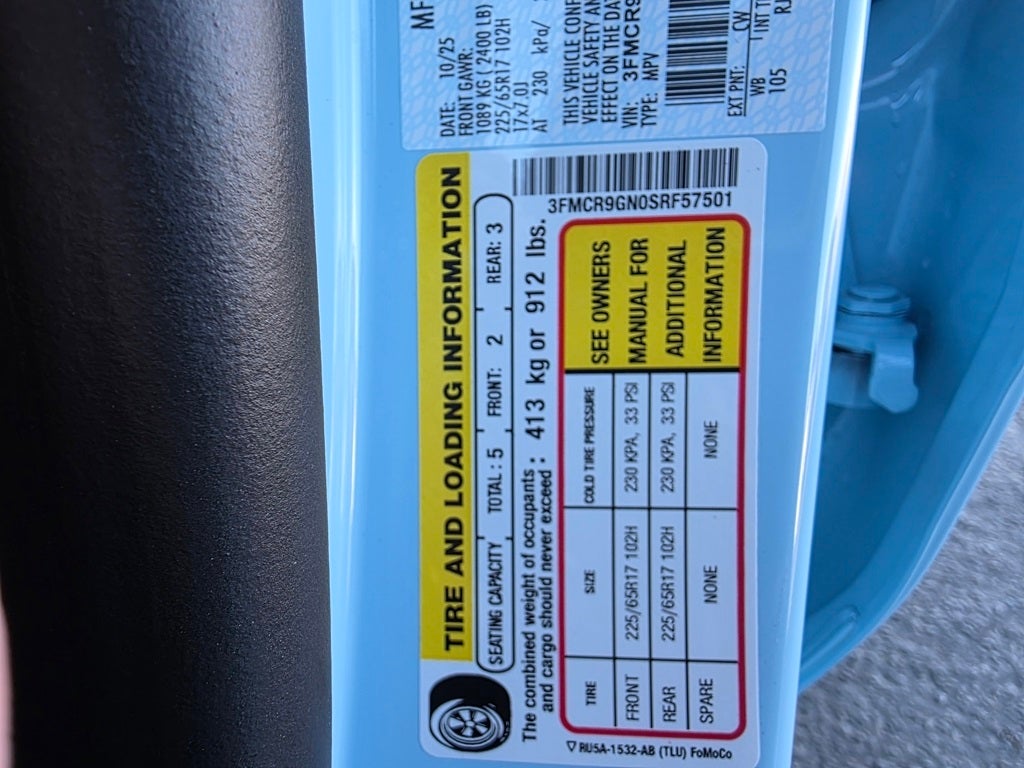 MF
DATE: 10/25
FRONT GAWR:
1089 KG ( 2400 LB)
225/65R17 102H
17x7.0J
AT 230 kPa/
THIS VEHICLE CONF
VEHICLE SAFETY AN
EFFECT ON THE DA
VIN: 3FMCR9
TYPE: MPV
EXT PNT: CW
WB INT T
105 RJ
TIRE AND LOADING INFORMATION
SEATING CAPACITY TOTAL : 5 FRONT: 2 REAR: 3
The combined weight of occupants
and cargo should never exceed : 413 kg or 912 lbs.
3FMCR9GN0SRF57501
TIRE SIZE COLD TIRE PRESSURE
FRONT 225/65R17 102H 230 KPA, 33 PSI
REAR 225/65R17 102H 230 KPA, 33 PSI
SPARE NONE NONE
SEE OWNERS
MANUAL FOR
ADDITIONAL
INFORMATION
RU5A-1532-AB (TLU) FoMoCo